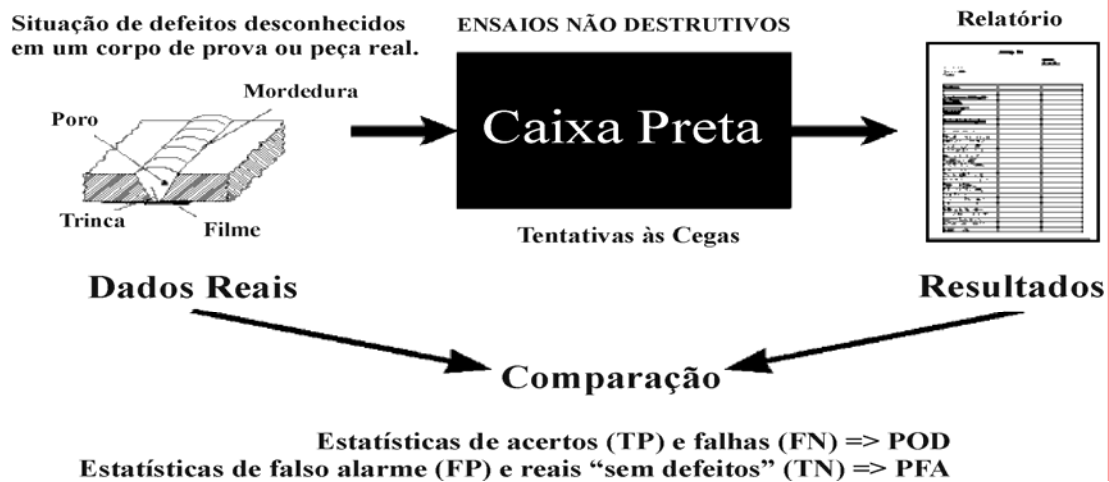 Situação de defeitos desconhecidos
em um corpo de prova ou peça real.
Mordedura
Poro
Trinca
Filme
Dados Reais
ENSAIOS NÃO DESTRUTIVOS
Caixa Preta
Tentativas às Cegas
Relatório
Resultados
Comparação
Estatísticas de acertos (TP) e falhas (FN) => POD
Estatísticas de falso alarme (FP) e reais “sem defeitos” (TN) => PFA